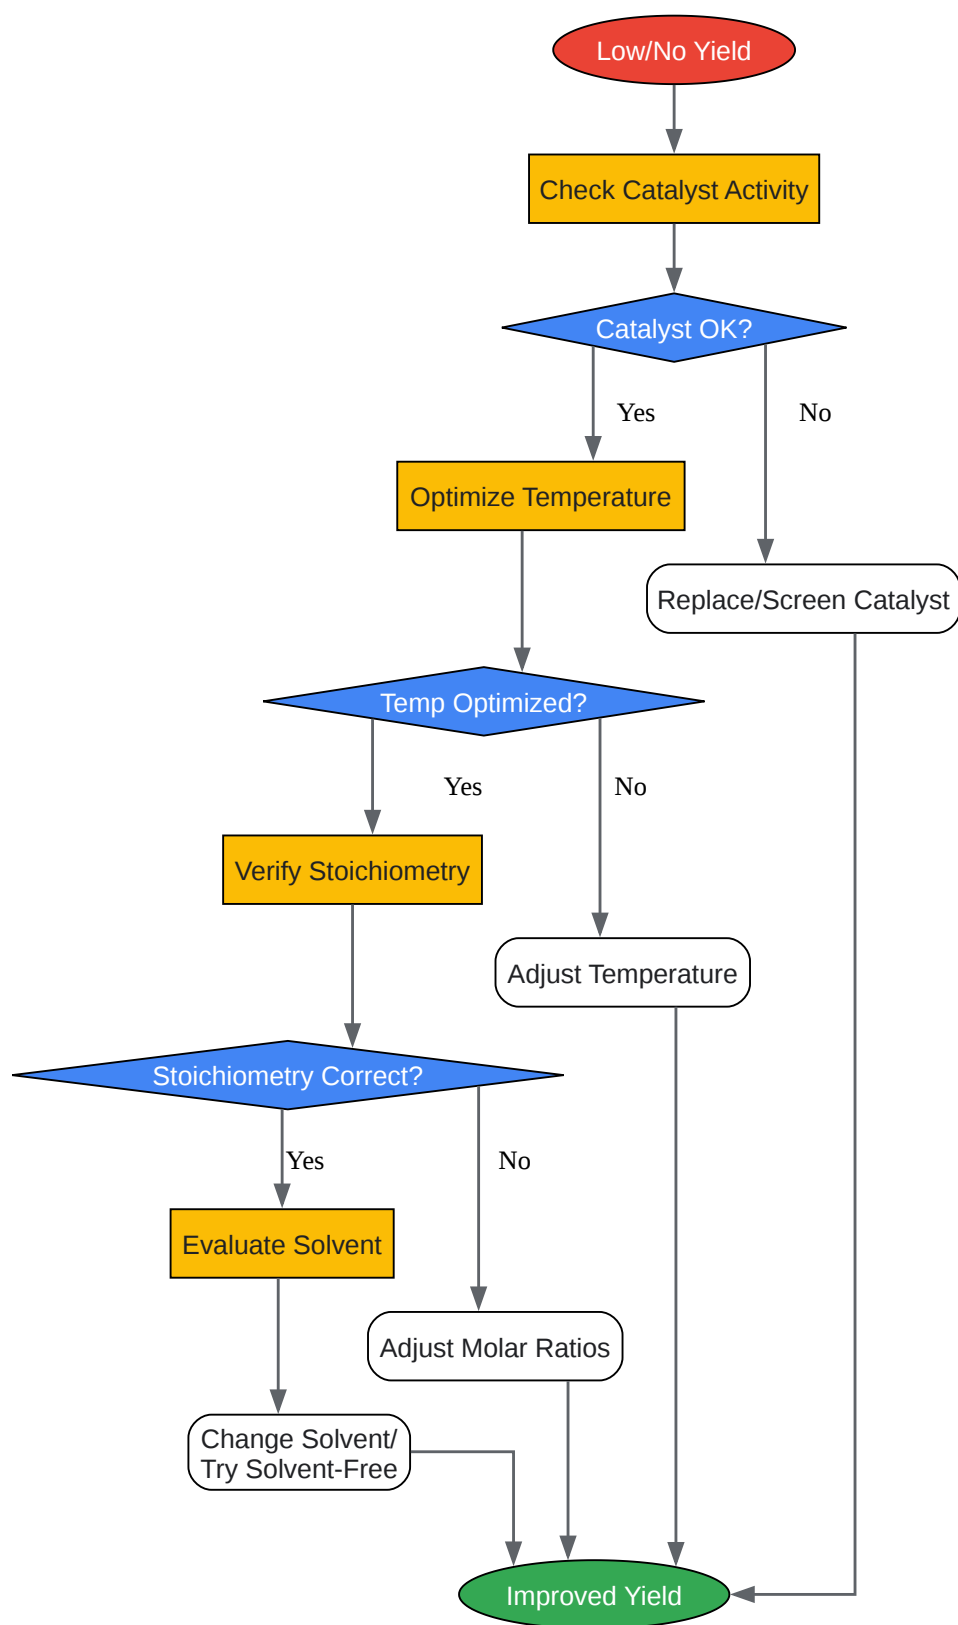 Low/No Yield
Check Catalyst Activity
Catalyst OK?
Yes
No
Optimize Temperature
Replace/Screen Catalyst
Temp Optimized?
Yes
No
Verify Stoichiometry
Adjust Temperature
Stoichiometry Correct?
Yes
No
Evaluate Solvent
Adjust Molar Ratios
Change Solvent/
Try Solvent-Free
Improved Yield